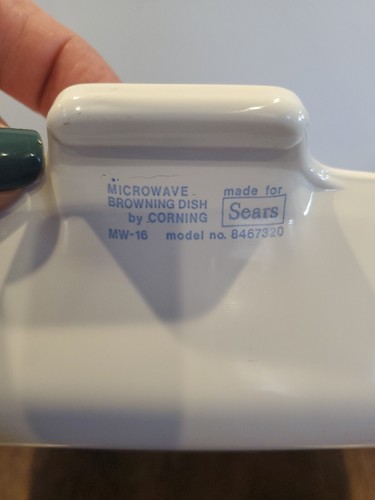 MICROWAVE
BROWNING DISH
by CORNING
made for
Sears
MW-16 model no. 8467320